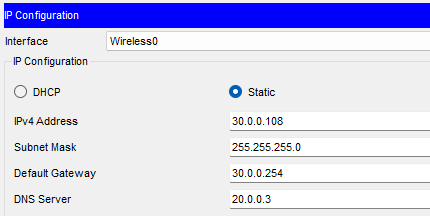 IP Configuration
Interface Wireless0
IP Configuration
DHCP Static
IPv4 Address 30.0.0.108
Subnet Mask 255.255.255.0
Default Gateway 30.0.0.254
DNS Server 20.0.0.3